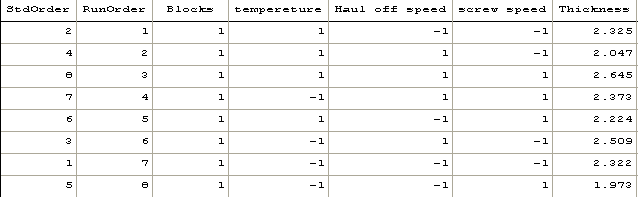 StdOrder RunOrder Blocks tempereture Haul off speed screw speed Thickness
2 1 1 1 -1 -1 2.325
4 2 1 1 1 -1 2.047
8 3 1 1 1 1 2.645
7 4 1 -1 1 1 2.373
6 5 1 1 -1 1 2.224
3 6 1 -1 1 -1 2.509
1 7 1 -1 -1 -1 2.322
5 8 1 -1 -1 1 1.973